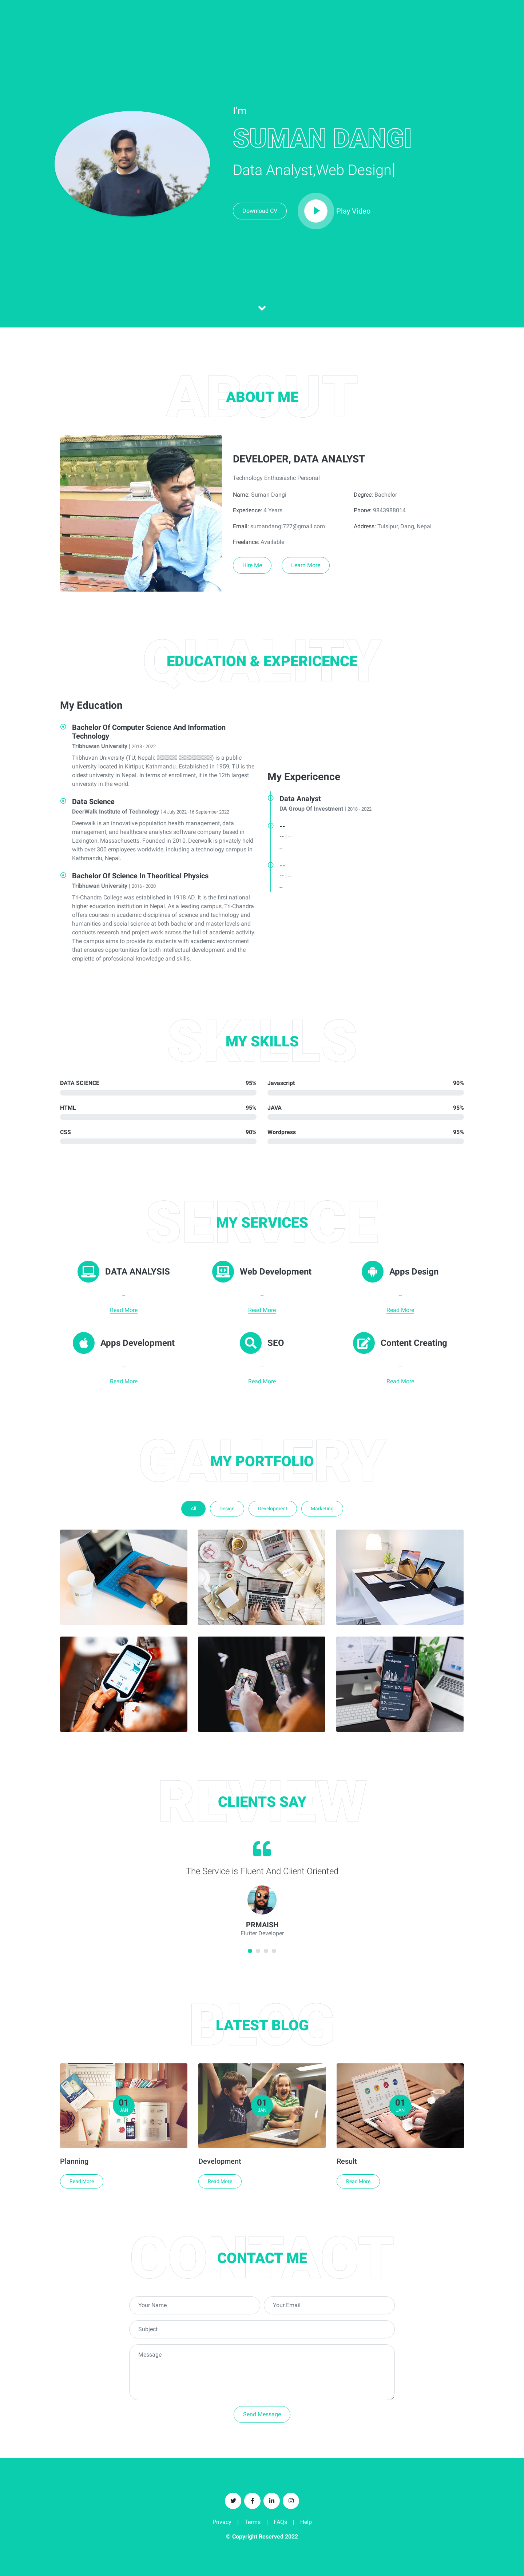 I'm
SUMAN DANGI
Data Analyst,Web Design|
Download CV
Play Video
ABOUT
ABOUT ME
DEVELOPER, DATA ANALYST
Technology Enthusiastic Personal
Name: Suman Dangi
Degree: Bachelor
Experience: 4 Years
Phone: 9843988014
Email: sumandangi727@gmail.com
Address: Tulsipur, Dang, Nepal
Freelance: Available
Hire Me
Learn More
QUALITY
EDUCATION & EXPERICENCE
My Education
Bachelor Of Computer Science And Information
Technology
Tribhuwan University | 2018 - 2022
Tribhuvan University (TU; Nepali: ) is a public
university located in Kirtipur, Kathmandu. Established in 1959, TU is the
oldest university in Nepal. In terms of enrollment, it is the 12th largest
university in the world.
Data Science
DeerWalk Institute of Technology | 4 July 2022 -16 September 2022
Deerwalk is an innovative population health management, data
management, and healthcare analytics software company based in
Lexington, Massachusetts. Founded in 2010, Deerwalk is privately held
with over 300 employees worldwide, including a technology campus in
Kathmandu, Nepal.
Bachelor Of Science In Theoritical Physics
Tribhuwan University | 2016 - 2020
Tri-Chandra College was established in 1918 AD. It is the first national
higher education institution in Nepal. As a leading campus, Tri-Chandra
offers courses in academic disciplines of science and technology and
humanities and social science at both bachelor and master levels and
conducts research and project work across the full of academic activity.
The campus aims to provide its students with academic environment
that ensures opportunities for both intellectual development and the
emplette of professional knowledge and skills.
My Expericence
Data Analyst
DA Group Of Investment | 2018 - 2022
--
-- | --
--
--
-- | --
--
SKILLS
MY SKILLS
DATA SCIENCE 95%
Javascript 90%
HTML 95%
JAVA 95%
CSS 90%
Wordpress 95%
SERVICE
MY SERVICES
DATA ANALYSIS
Web Development
Apps Design
--
--
--
Read More
Read More
Read More
Apps Development
SEO
Content Creating
--
--
--
Read More
Read More
Read More
GALLERY
MY PORTFOLIO
All
Design
Development
Marketing
REVIEW
CLIENTS SAY
The Service is Fluent And Client Oriented
PRMAISH
Flutter Developer
BLOG
LATEST BLOG
01
JAN
01
JAN
01
JAN
Planning
Development
Result
Read More
Read More
Read More
CONTACT
CONTACT ME
Your Name
Your Email
Subject
Message
Send Message
Privacy | Terms | FAQs | Help
© Copyright Reserved 2022